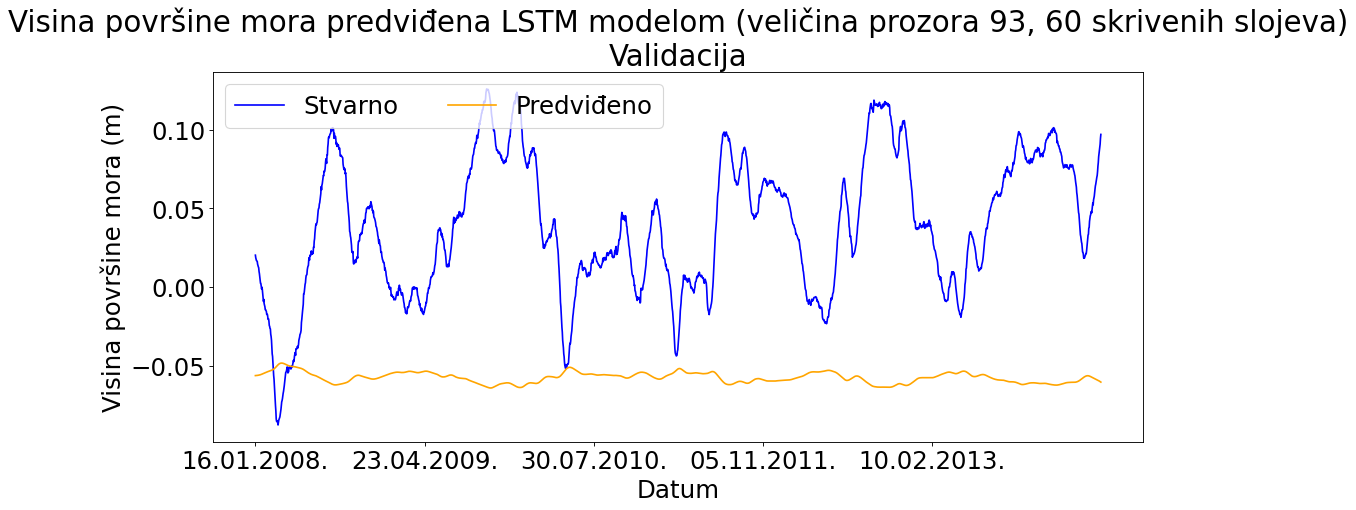 Visina površine mora predviđena LSTM modelom (veličina prozora 93, 60 skrivenih slojeva)
Validacija
Stvarno Predviđeno
Visina površine mora (m)
0.10
0.05
0.00
−0.05
16.01.2008. 23.04.2009. 30.07.2010. 05.11.2011. 10.02.2013.
Datum